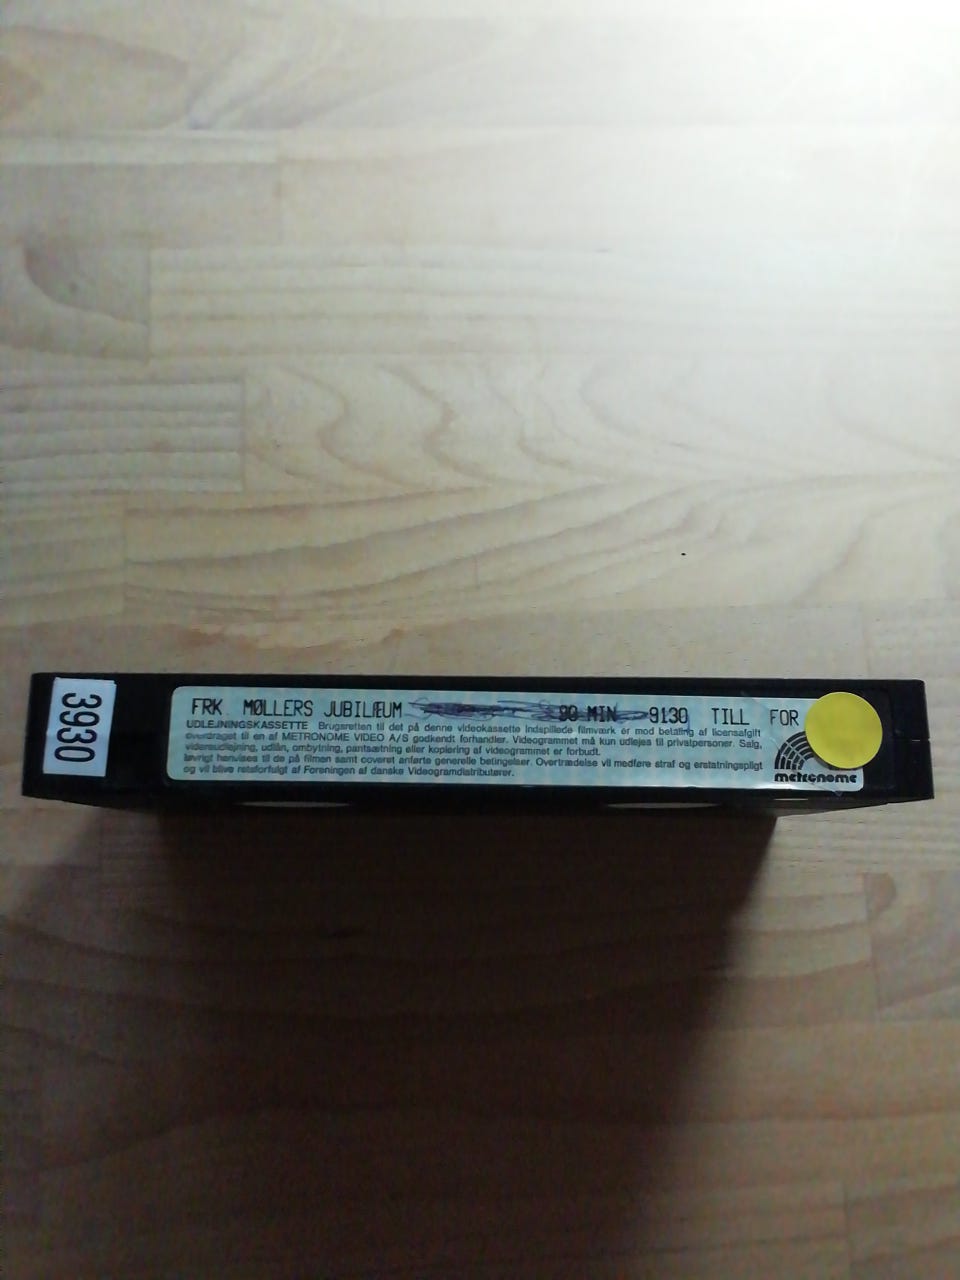 3930
FRK. MØLLERS JUBILÆUM 90 MIN 9130 TILL FOR
UDLEJNINGSKASSETTE Brugsretten til det på denne videokassette indspillede filmværk er mod betaling af licensafgift
overdraget til en af METRONOME VIDEO A/S godkendt forhandler. Videogrammet må kun udlejes til privatpersoner. Salg,
videreudlejning, udlån, ombytning, pantsætning eller kopiering af videogrammet er forbudt.
Iøvrigt henvises til de på filmen samt coveret anførte generelle betingelser. Overtrædelse vil medføre straf og erstatningspligt
og vil blive retsforfulgt af Foreningen af danske Videogramdistributører.
metronome